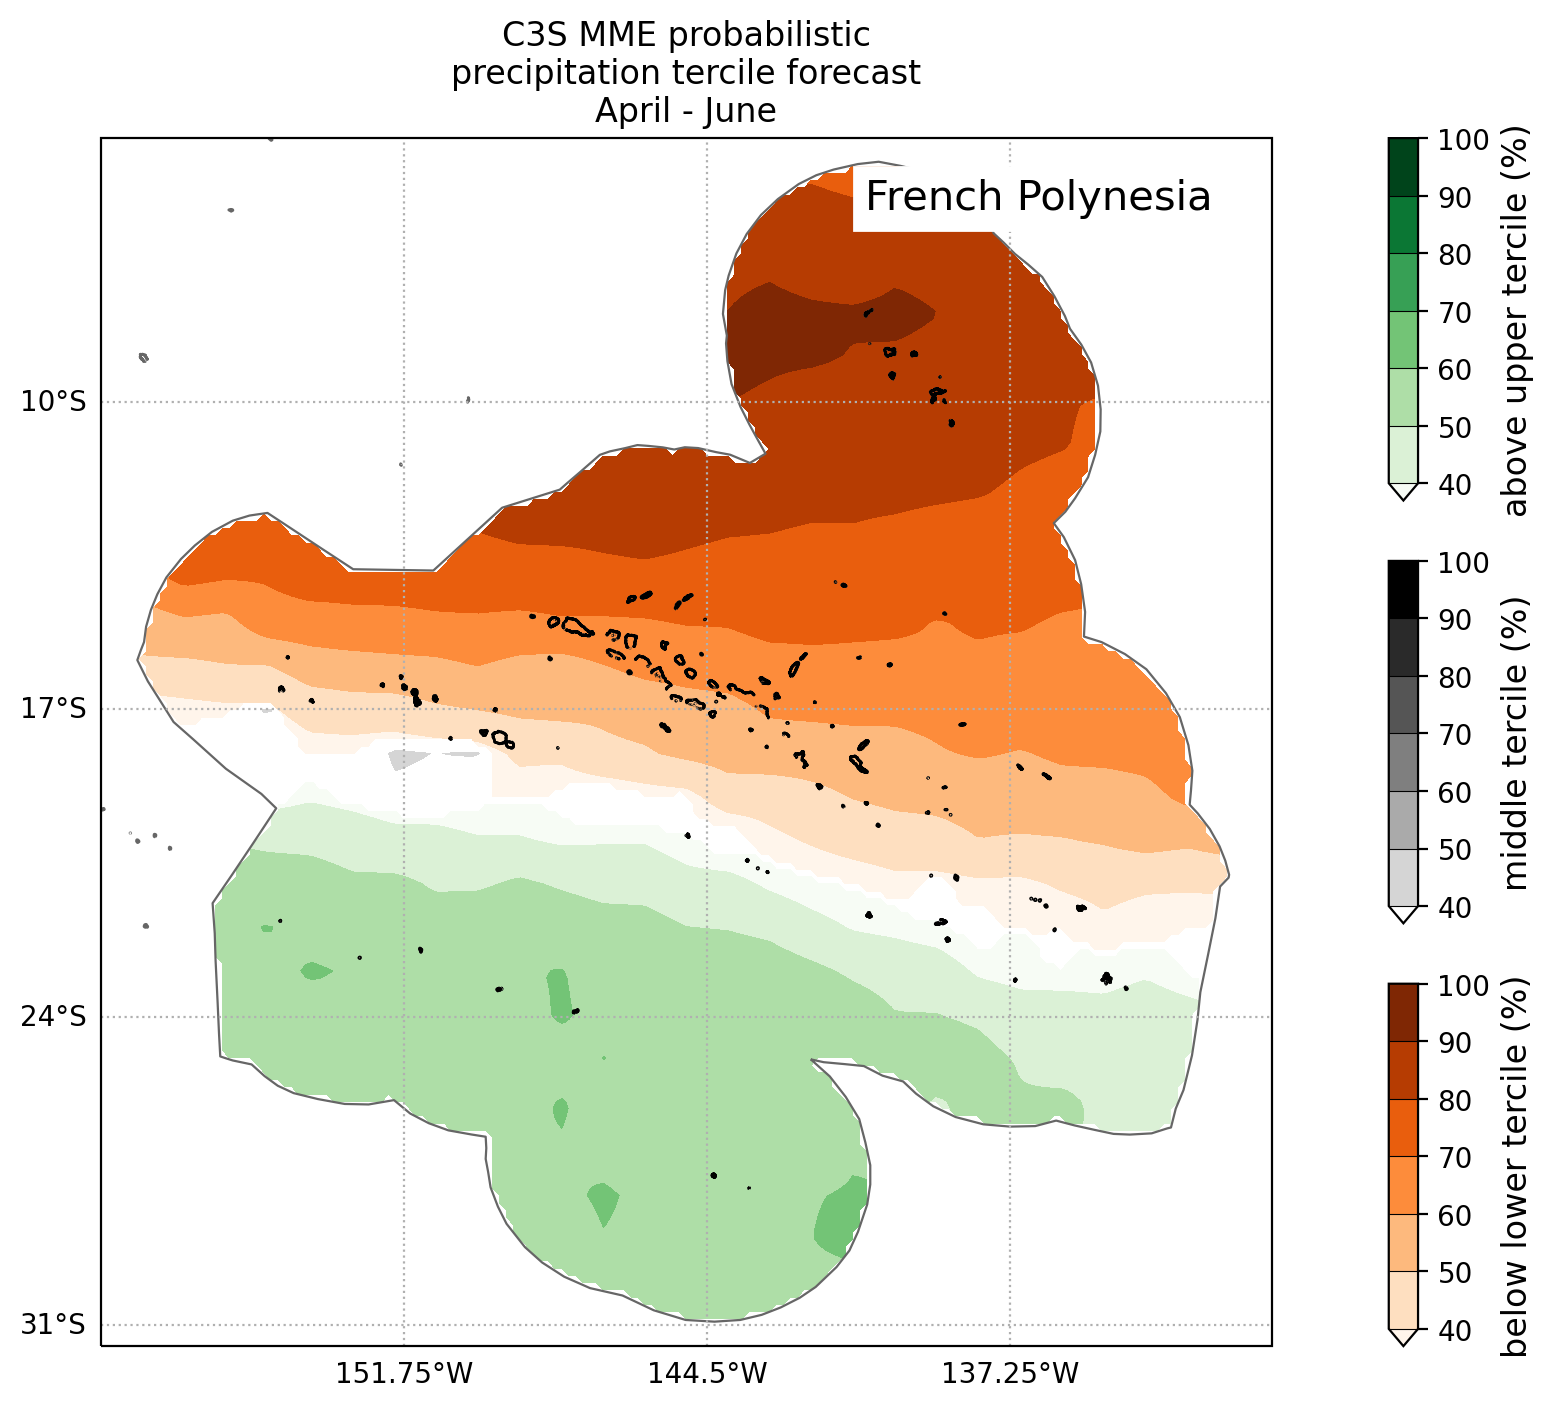 C3S MME probabilistic
precipitation tercile forecast
April - June
French Polynesia
10°S
17°S
24°S
31°S
151.75°W
144.5°W
137.25°W
100
90
80
70
60
50
40
above upper tercile (%)
100
90
80
70
60
50
40
middle tercile (%)
100
90
80
70
60
50
40
below lower tercile (%)